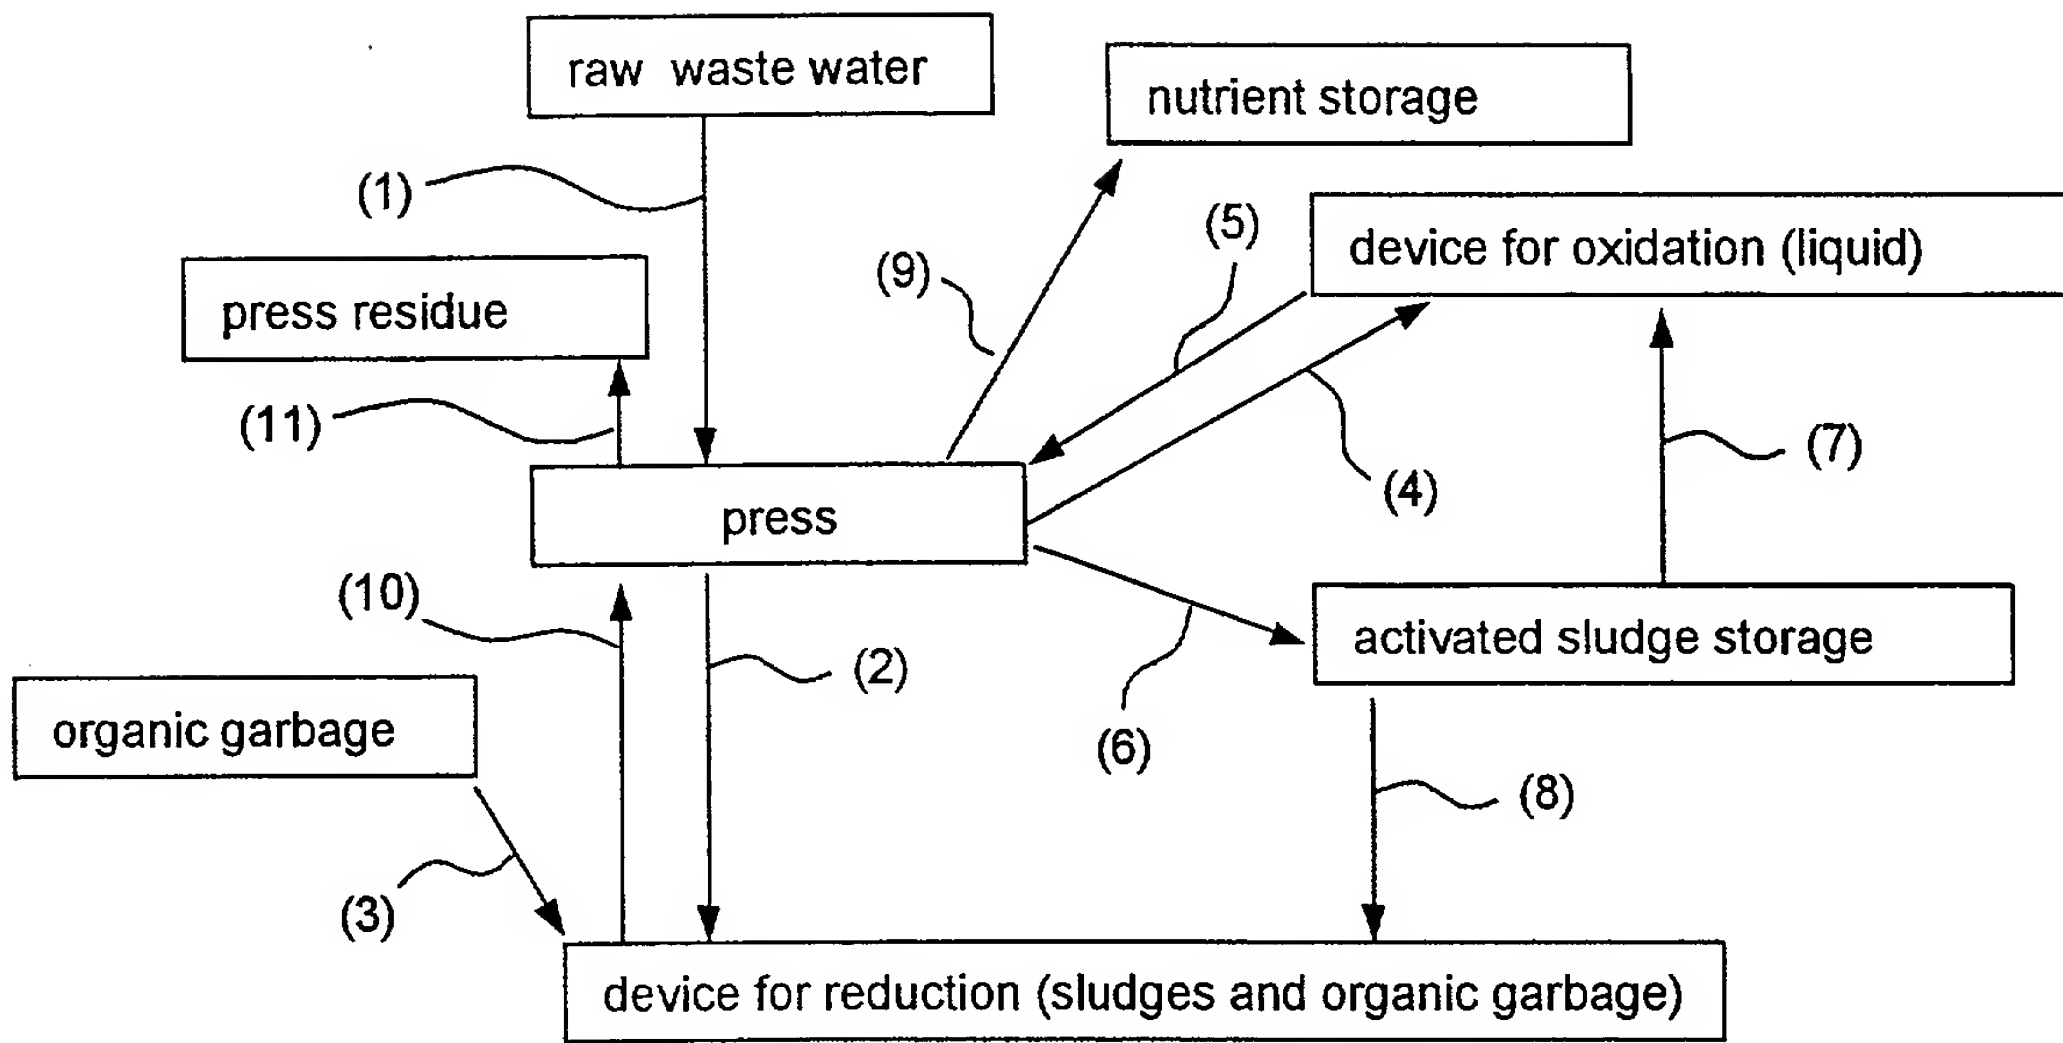 raw waste water
nutrient storage
(1)
(5)
device for oxidation (liquid)
(9)
press residue
(11)
(7)
(4)
press
(10)
activated sludge storage
(2)
organic garbage
(6)
(8)
(3)
device for reduction (sludges and organic garbage)